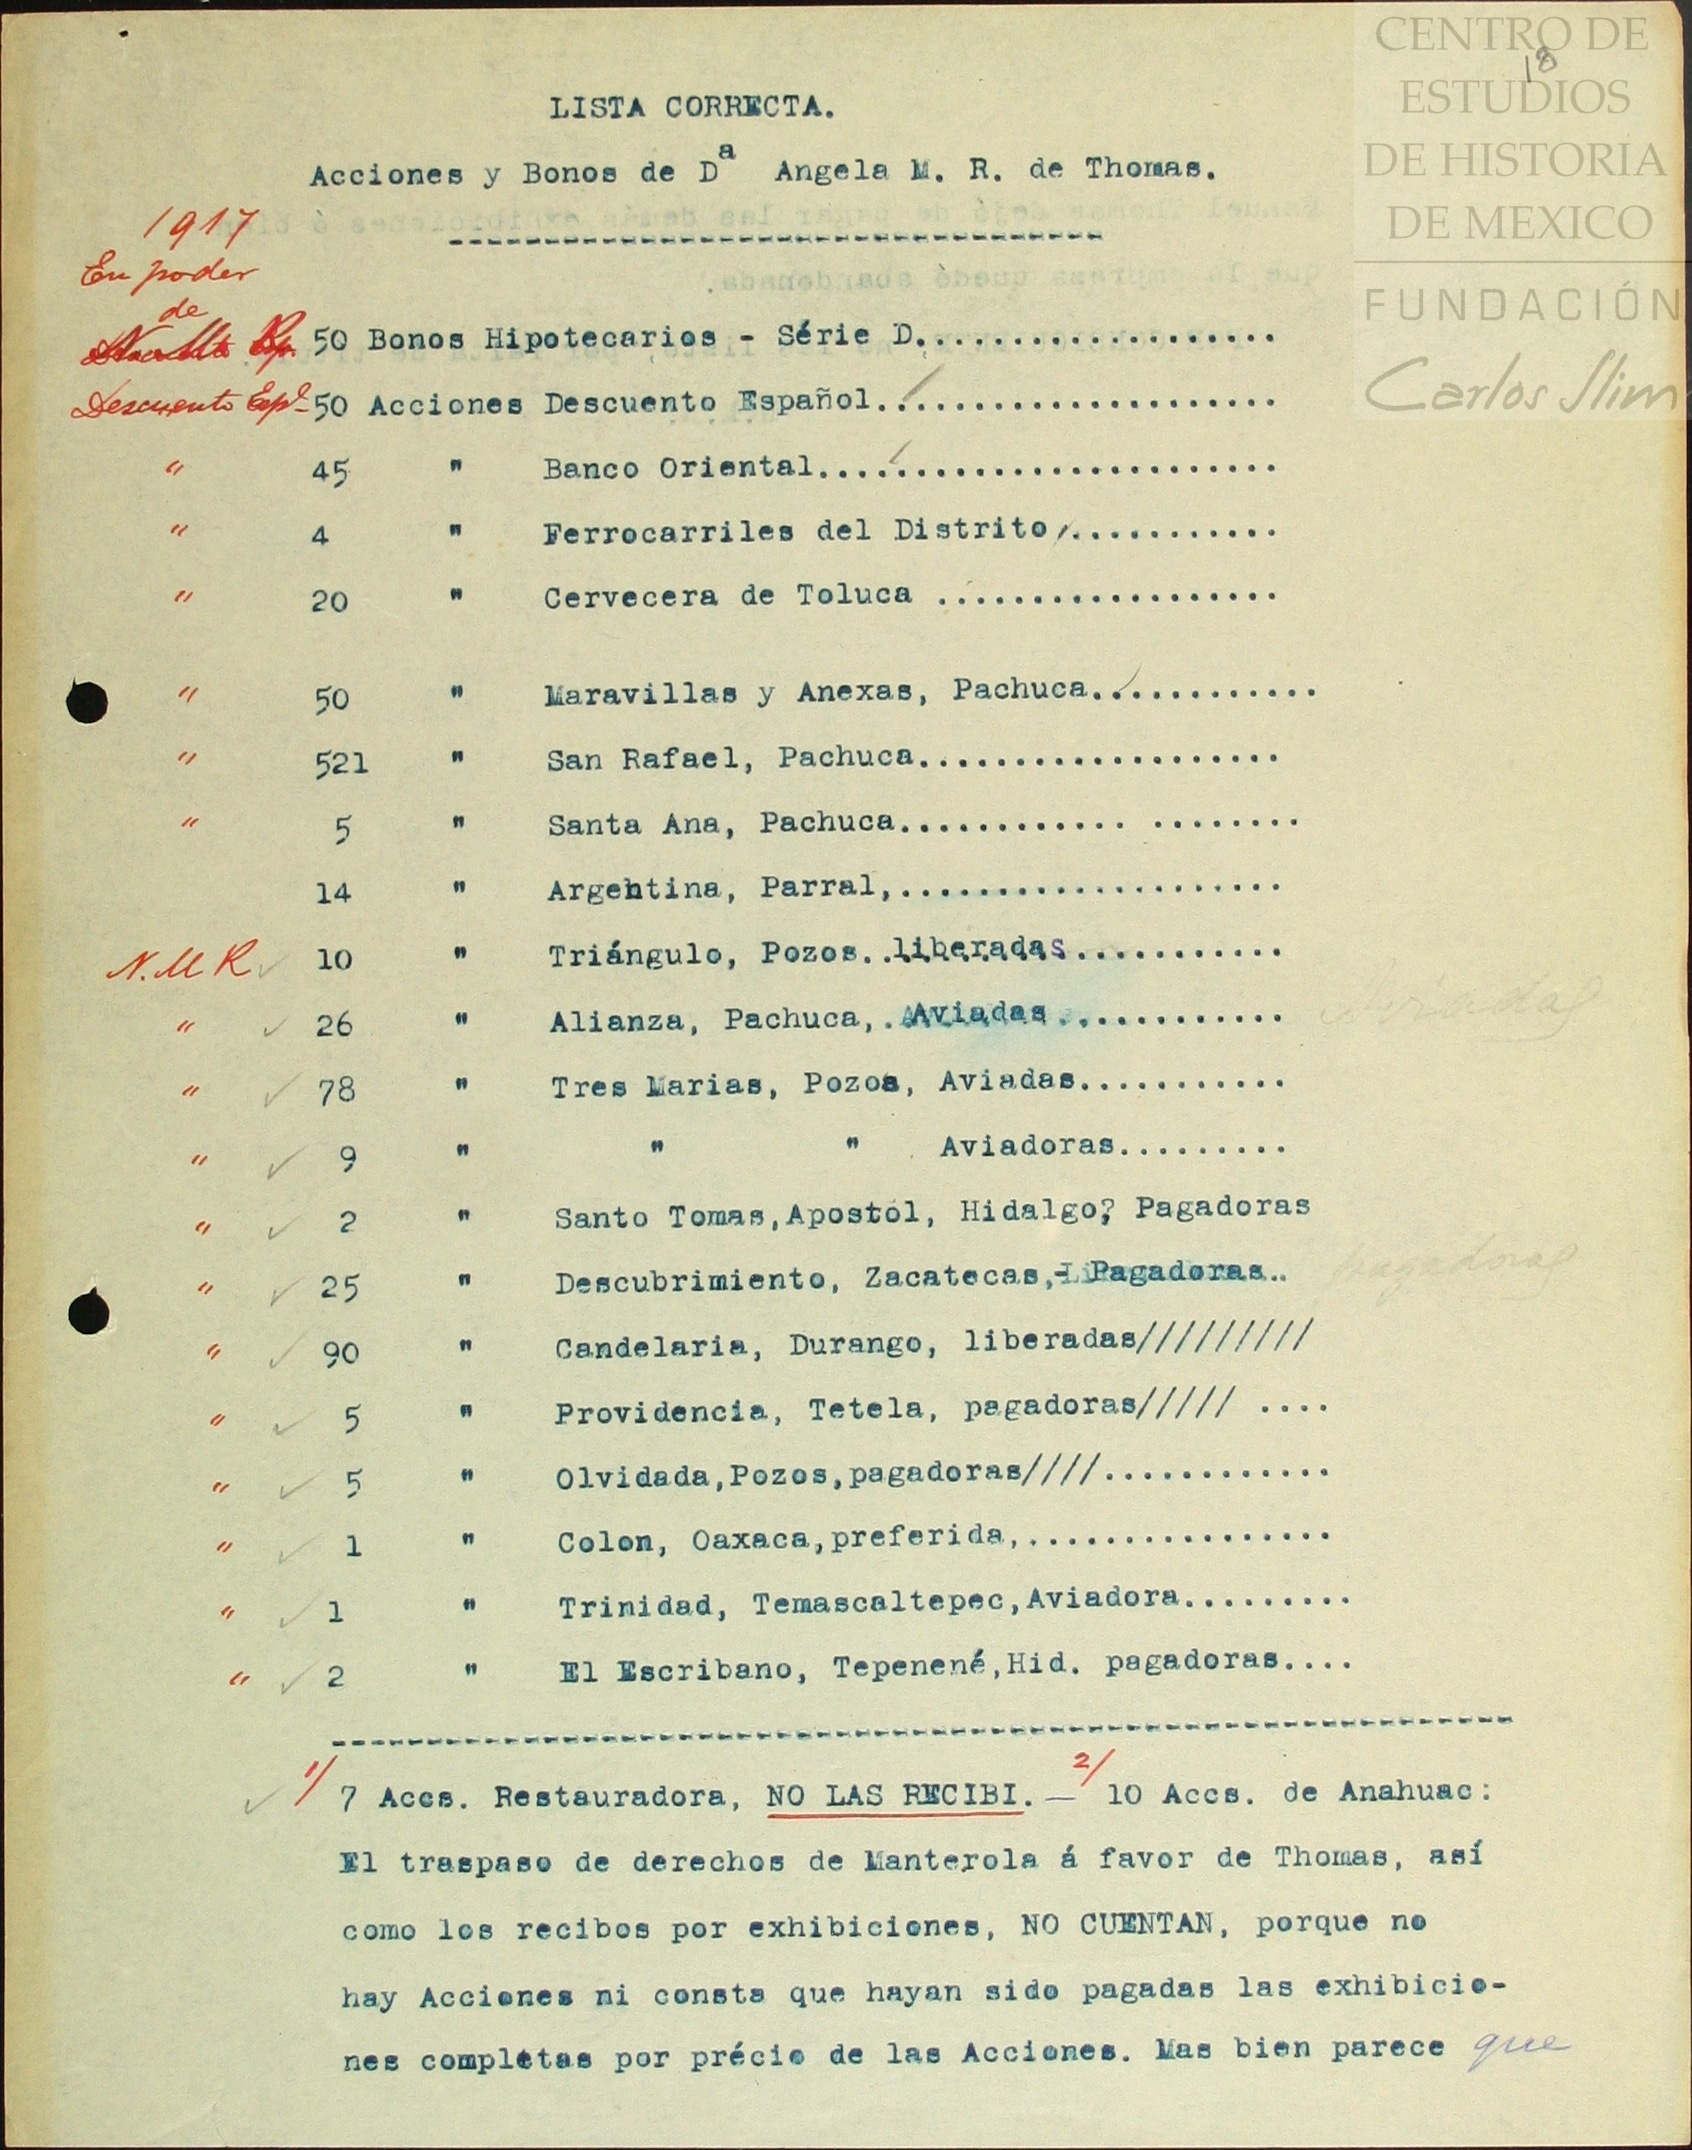 CENTRO DE
ESTUDIOS
DE HISTORIA
DE MEXICO
FUNDACIÓN
Carlos Slim
18
LISTA CORRECTA.
Acciones y Bonos de Dª Angela M. R. de Thomas.
1917
En poder
de
Descuento Espl.
50 Bonos Hipotecarios - Série D...................
50 Acciones Descuento Español.....................
" 45 " Banco Oriental........................
" 4 " Ferrocarriles del Distrito............
" 20 " Cervecera de Toluca ..................
" 50 " Maravillas y Anexas, Pachuca............
" 521 " San Rafael, Pachuca...................
" 5 " Santa Ana, Pachuca............ ........
14 " Argentina, Parral,....................
N. M R ✓ 10 " Triángulo, Pozos..liberadas...........
" ✓ 26 " Alianza, Pachuca,.Aviadas............
" ✓ 78 " Tres Marias, Pozos, Aviadas...........
" ✓ 9 " " " Aviadoras.........
" ✓ 2 " Santo Tomas,Apostól, Hidalgo? Pagadoras
" ✓ 25 " Descubrimiento, Zacatecas,- Pagadoras.. pagadoras
" ✓ 90 " Candelaria, Durango, liberadas/////////
" ✓ 5 " Providencia, Tetela, pagadoras///// ....
" ✓ 5 " Olvidada,Pozos,pagadoras////............
" ✓ 1 " Colon, Oaxaca,preferida,................
" ✓ 1 " Trinidad, Temascaltepec,Aviadora.........
" ✓ 2 " El Escribano, Tepenené,Hid. pagadoras....
✓ 1/ 7 Accs. Restauradora, NO LAS RECIBI. — 2/ 10 Accs. de Anahuac:
El traspaso de derechos de Manterola á favor de Thomas, así
como los recibos por exhibiciones, NO CUENTAN, porque no
hay Acciones ni consta que hayan sido pagadas las exhibicio-
nes completas por précio de las Acciones. Mas bien parece que